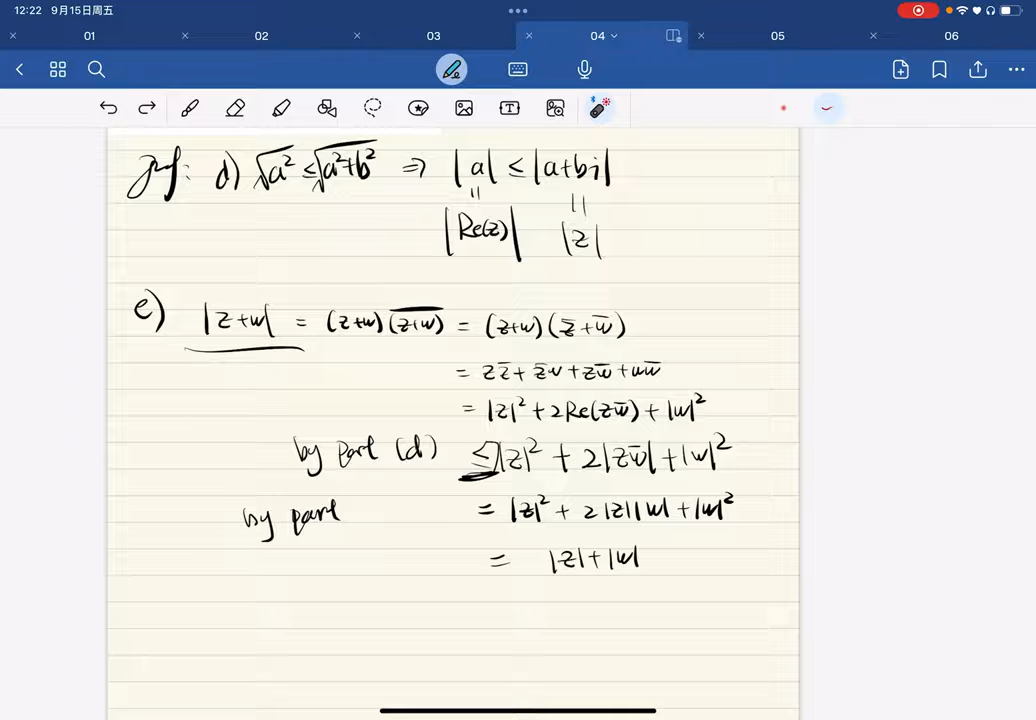 12:22 9月15日周五
01 02 03 04 05 06
T
proof: d) √a² ≤ √a²+b² ⇒ |a| ≤ |a+bi|
|Re(z)| |z|
e) |z+w| = (z+w)(z+w)‾ = (z+w)(z̄+w̄)
= zz̄ + z̄w + zw̄ + ww̄
= |z|² + 2Re(zw̄) + |w|²
by part (d) ≤ |z|² + 2|zw̄| + |w|²
by part = |z|² + 2|z||w| + |w|²
= |z|+|w|